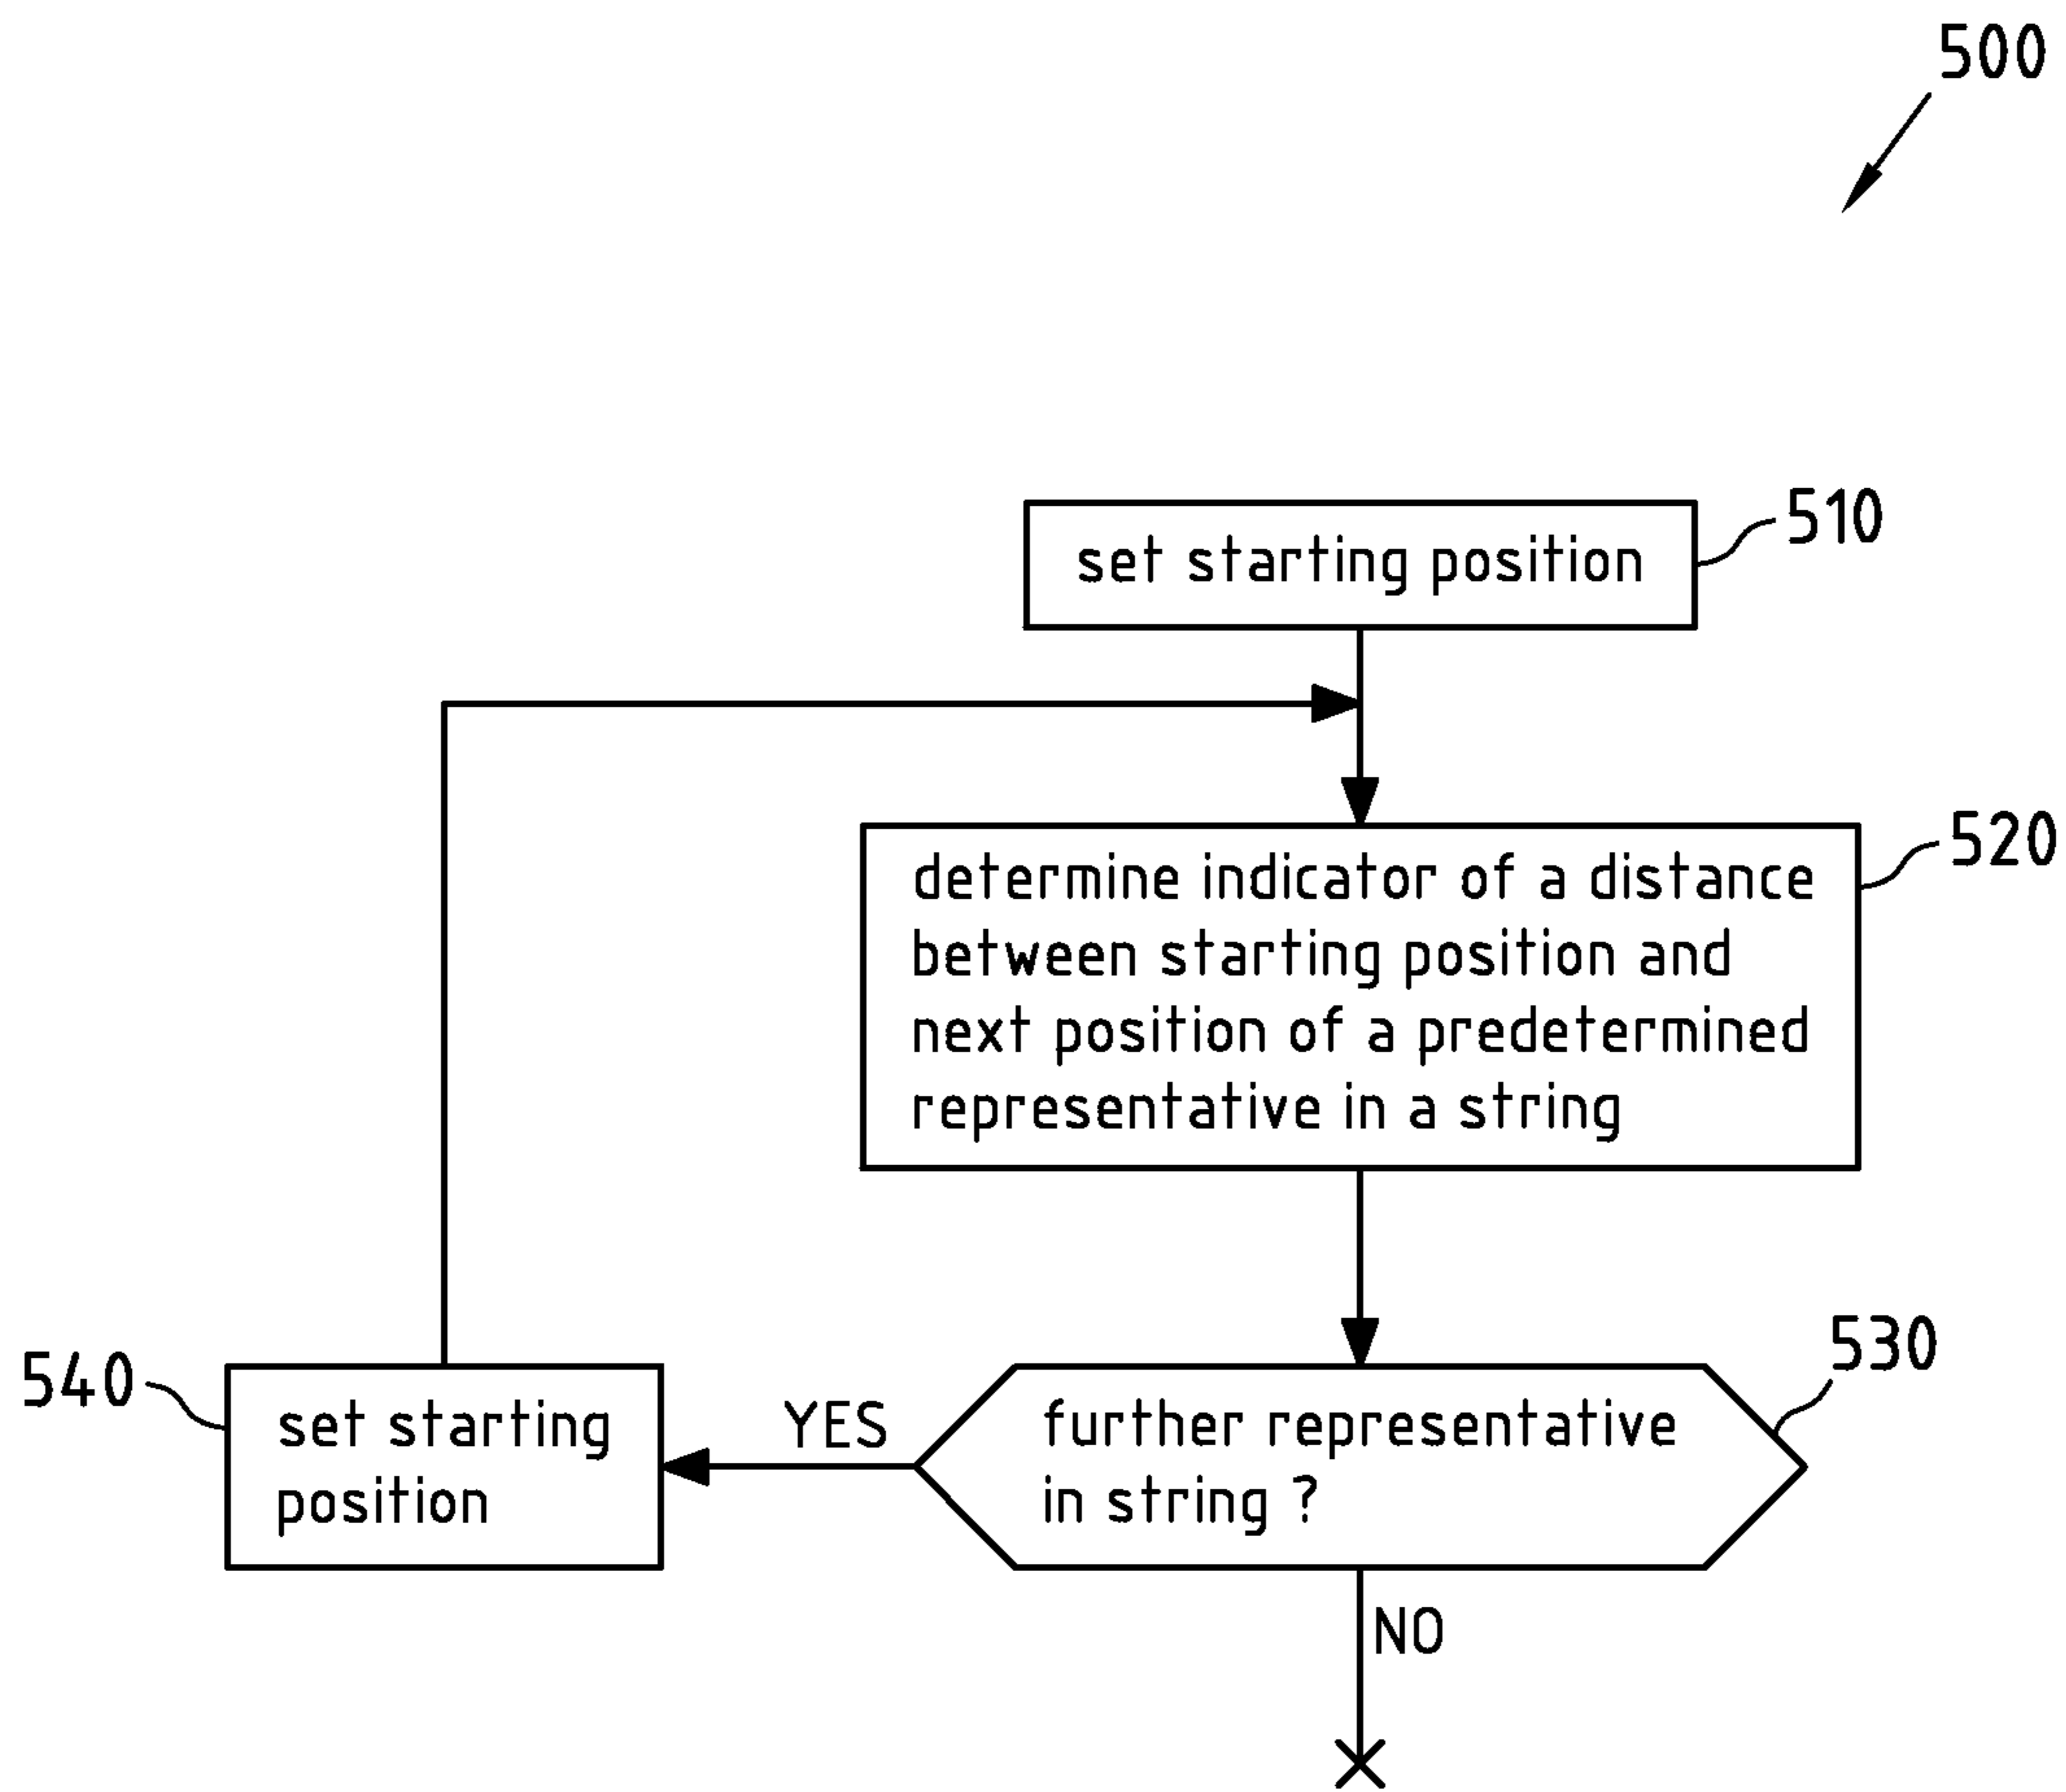 500
set starting position
510
determine indicator of a distance
between starting position and
next position of a predetermined
representative in a string
520
further representative
in string ?
530
YES
set starting
position
540
NO